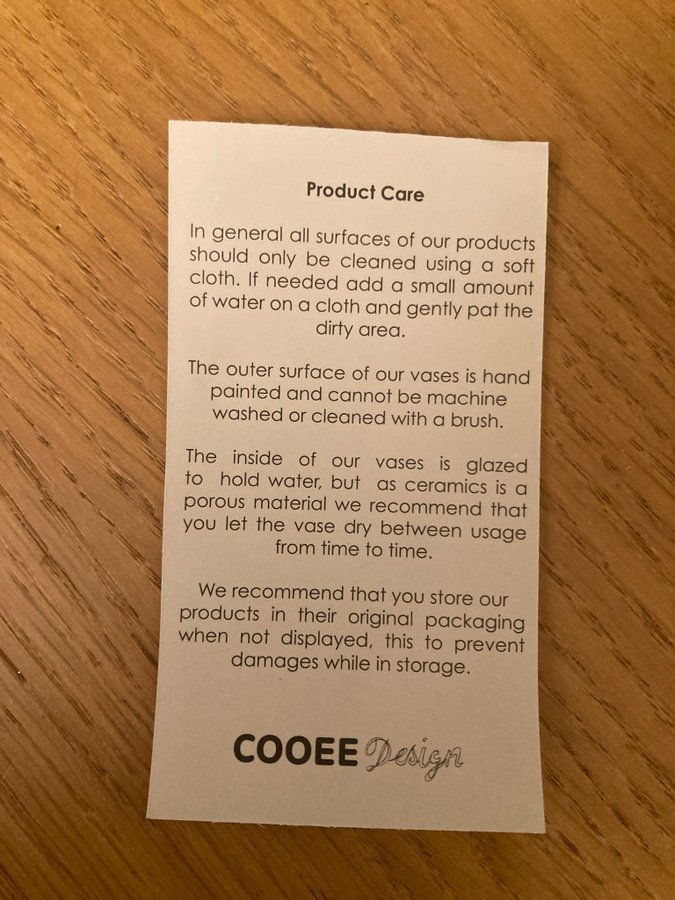 Product Care
In general all surfaces of our products
should only be cleaned using a soft
cloth. If needed add a small amount
of water on a cloth and gently pat the
dirty area.
The outer surface of our vases is hand
painted and cannot be machine
washed or cleaned with a brush.
The inside of our vases is glazed
to hold water, but as ceramics is a
porous material we recommend that
you let the vase dry between usage
from time to time.
We recommend that you store our
products in their original packaging
when not displayed, this to prevent
damages while in storage.
COOEE Design